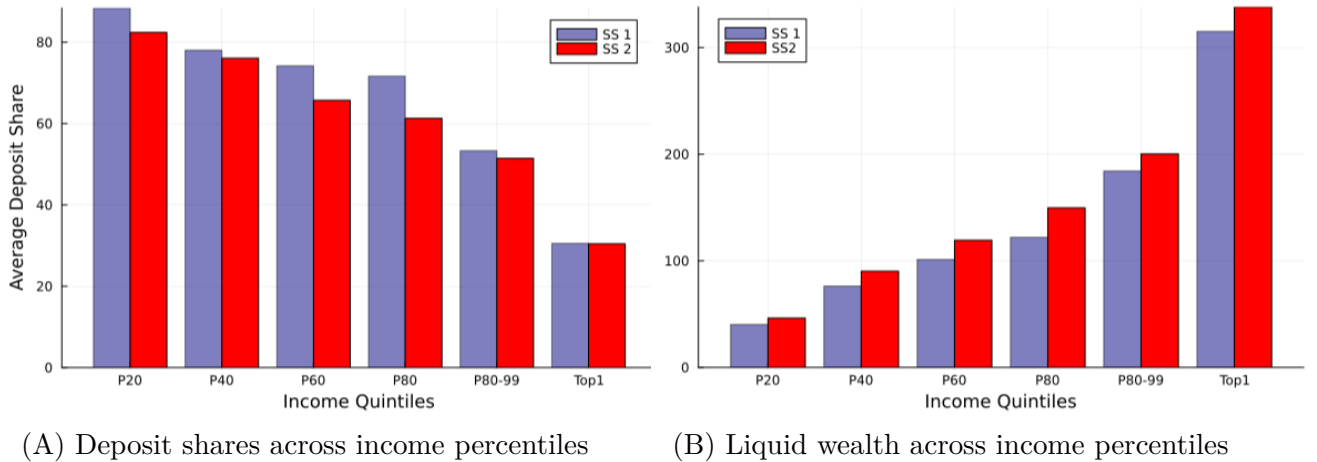 Average Deposit Share
80
60
40
20
0
SS 1
SS 2
P20 P40 P60 P80 P80-99 Top1
Income Quintiles
(A) Deposit shares across income percentiles
300
200
100
0
SS 1
SS2
P20 P40 P60 P80 P80-99 Top1
Income Quintiles
(B) Liquid wealth across income percentiles